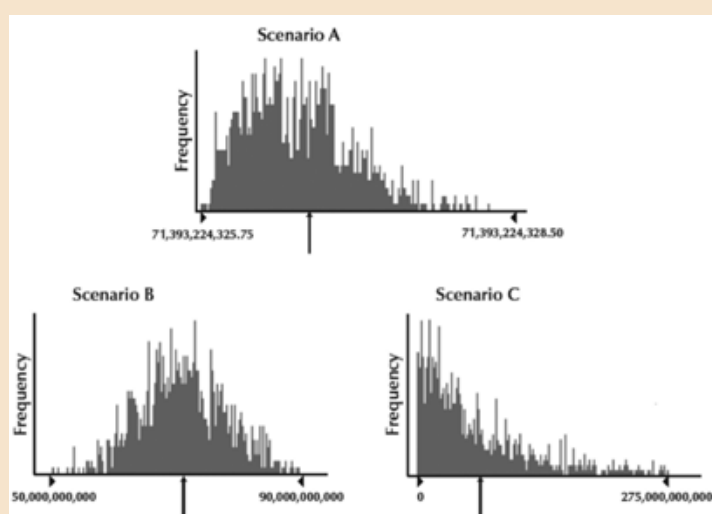 Scenario A
Frequency
71,393,224,325.75
71,393,224,328.50
Scenario B
Frequency
50,000,000,000
90,000,000,000
Scenario C
Frequency
0
275,000,000,000